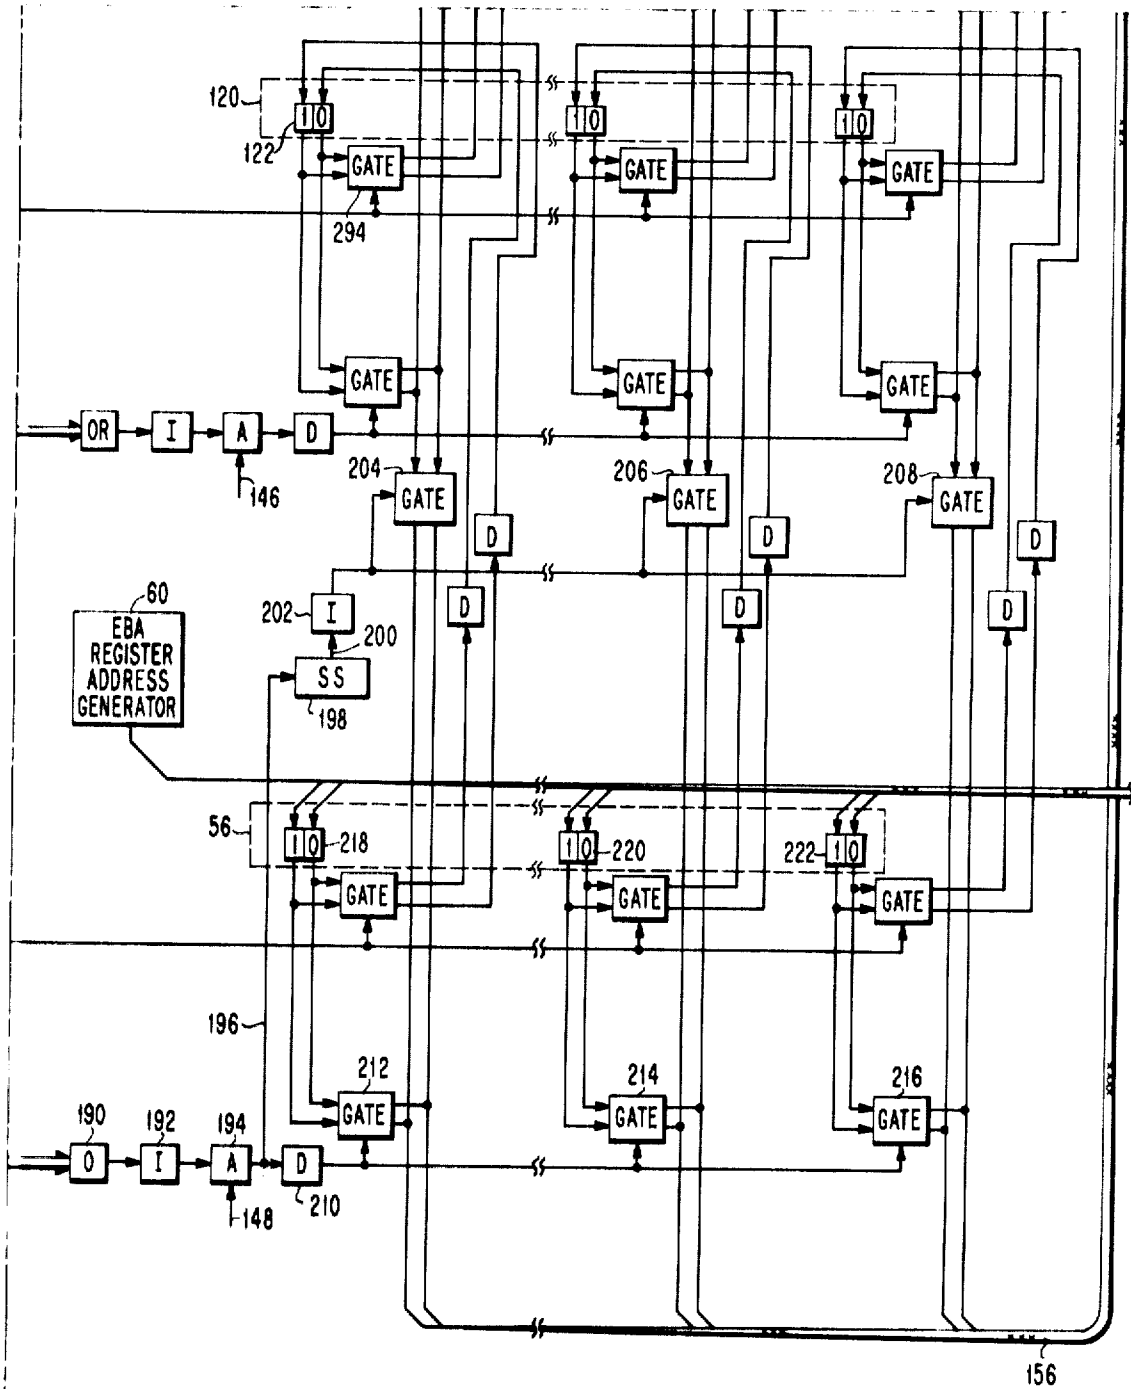 120
1 0
1 0
1 0
122
GATE
GATE
GATE
294
GATE
GATE
GATE
OR
I
A
D
146
204
GATE
206
GATE
208
GATE
D
D
D
D
D
D
202
I
200
SS
198
60
EBA
REGISTER
ADDRESS
GENERATOR
56
1 0
218
1 0
220
222
1 0
GATE
GATE
GATE
196
212
GATE
214
GATE
216
GATE
190
O
192
I
194
A
D
210
148
156